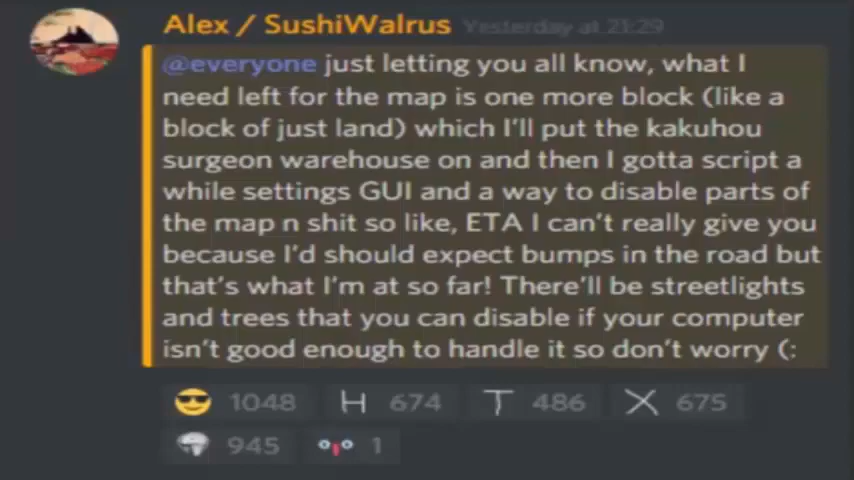 Alex / SushiWalrus Yesterday at 21:29
@everyone just letting you all know, what I
need left for the map is one more block (like a
block of just land) which I'll put the kakuhou
surgeon warehouse on and then I gotta script a
while settings GUI and a way to disable parts of
the map n shit so like, ETA I can't really give you
because I'd should expect bumps in the road but
that's what I'm at so far! There'll be streetlights
and trees that you can disable if your computer
isn't good enough to handle it so don't worry (:
1048 H 674 T 486 X 675
945 1